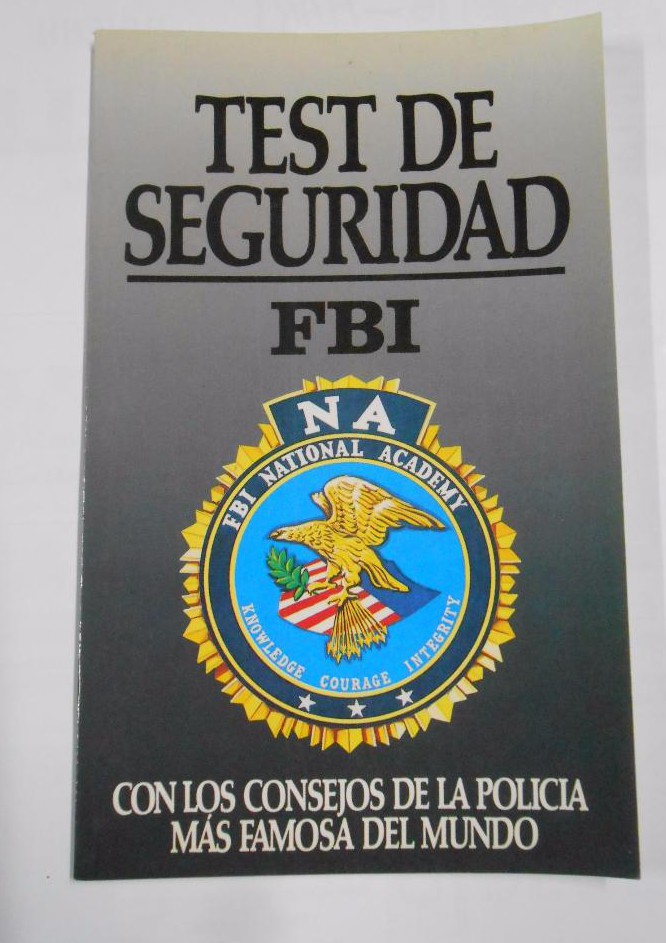 TEST DE
SEGURIDAD
FBI
NA
FBI NATIONAL ACADEMY
KNOWLEDGE COURAGE INTEGRITY
CON LOS CONSEJOS DE LA POLICIA
MÁS FAMOSA DEL MUNDO